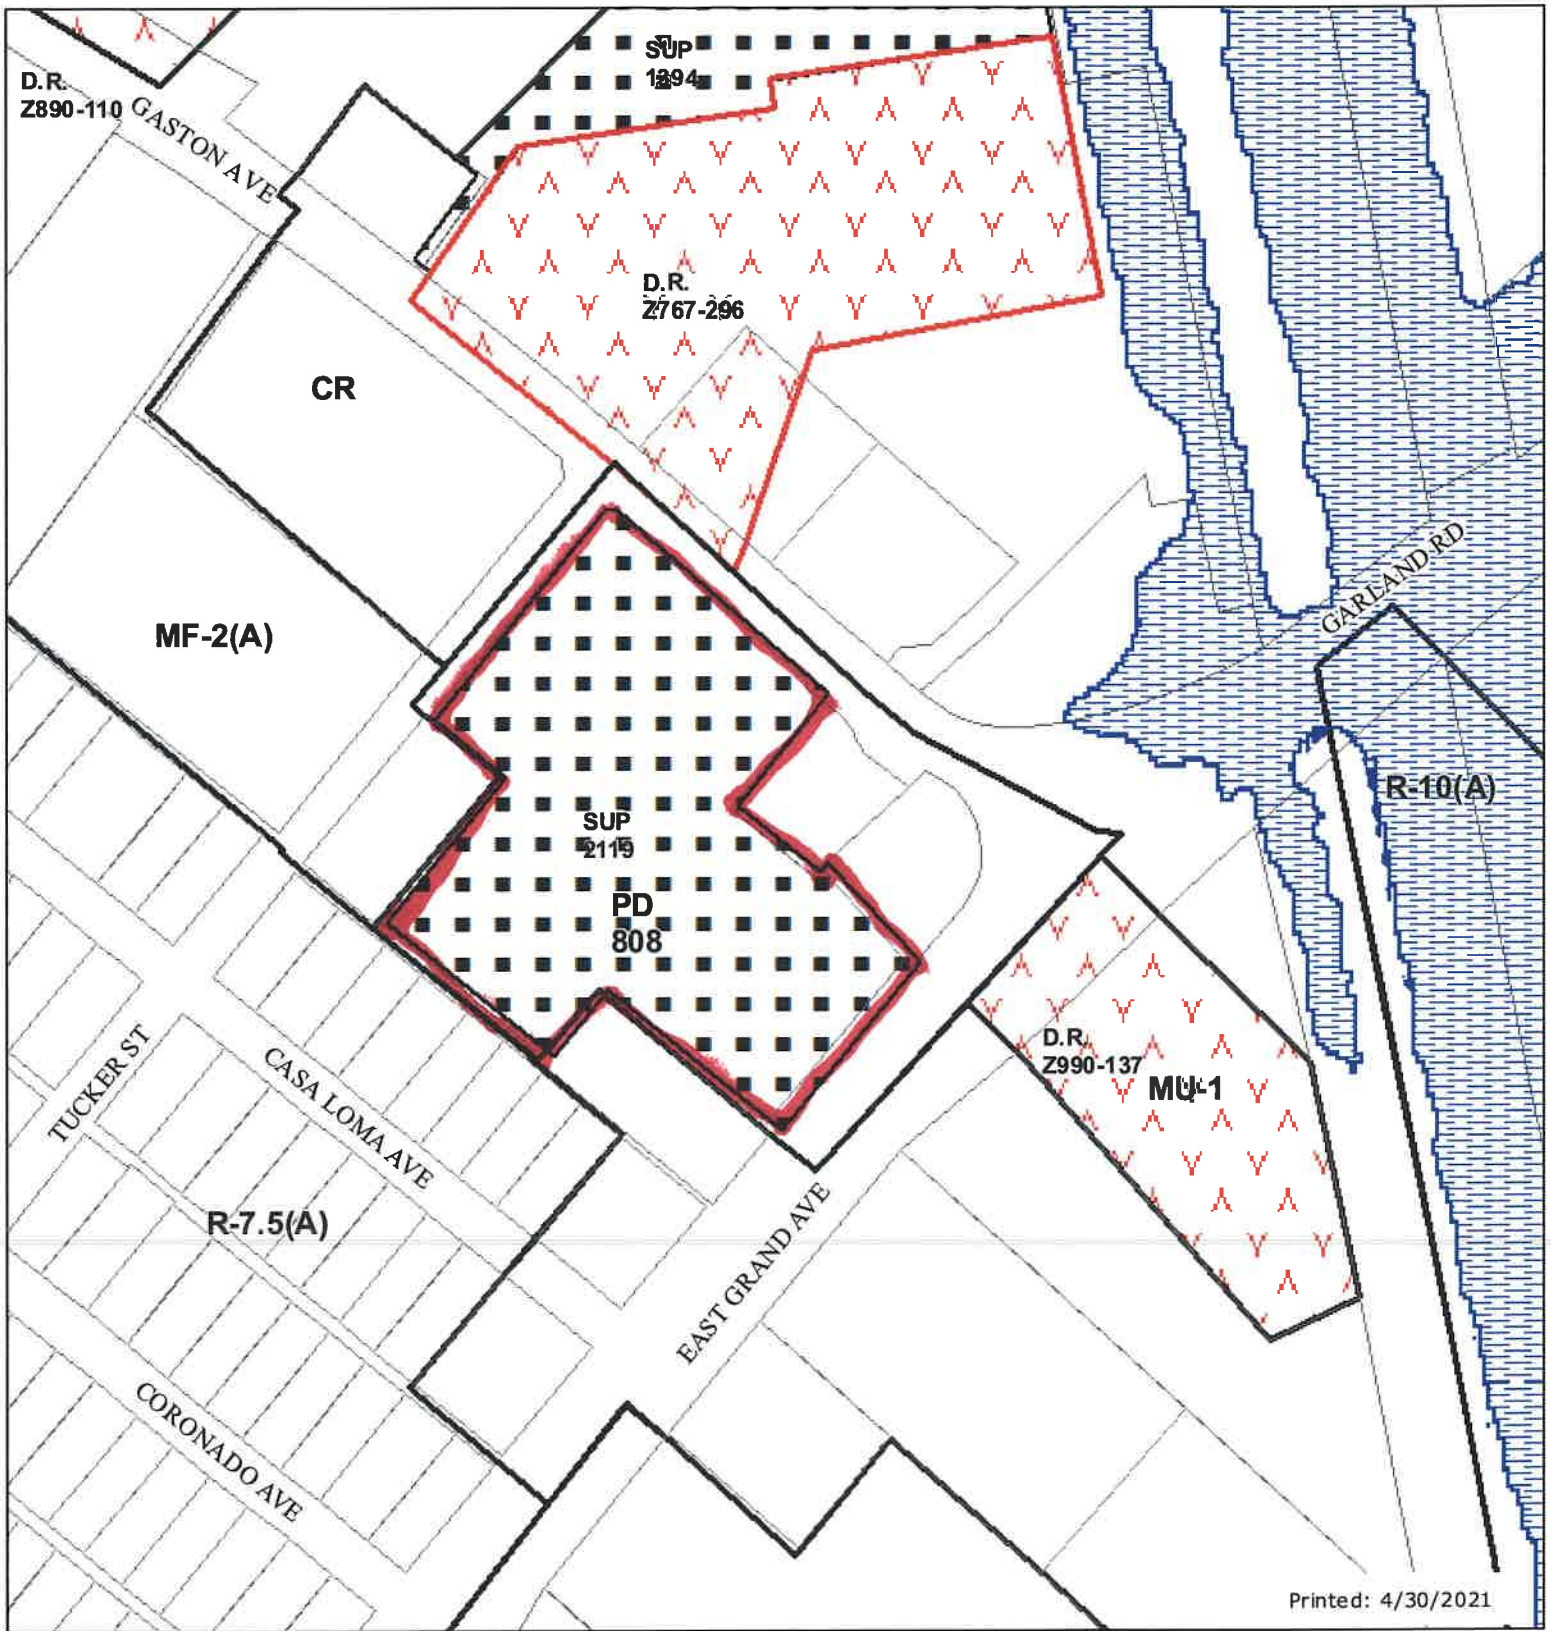 SUP
1294
D.R.
Z890-110
GASTON AVE
D.R.
Z767-296
CR
GARLAND RD
MF-2(A)
R-10(A)
SUP
2119
PD
808
D.R.
Z990-137
MU-1
TUCKER ST
CASA LOMA AVE
R-7.5(A)
EAST GRAND AVE
CORONADO AVE
Printed: 4/30/2021